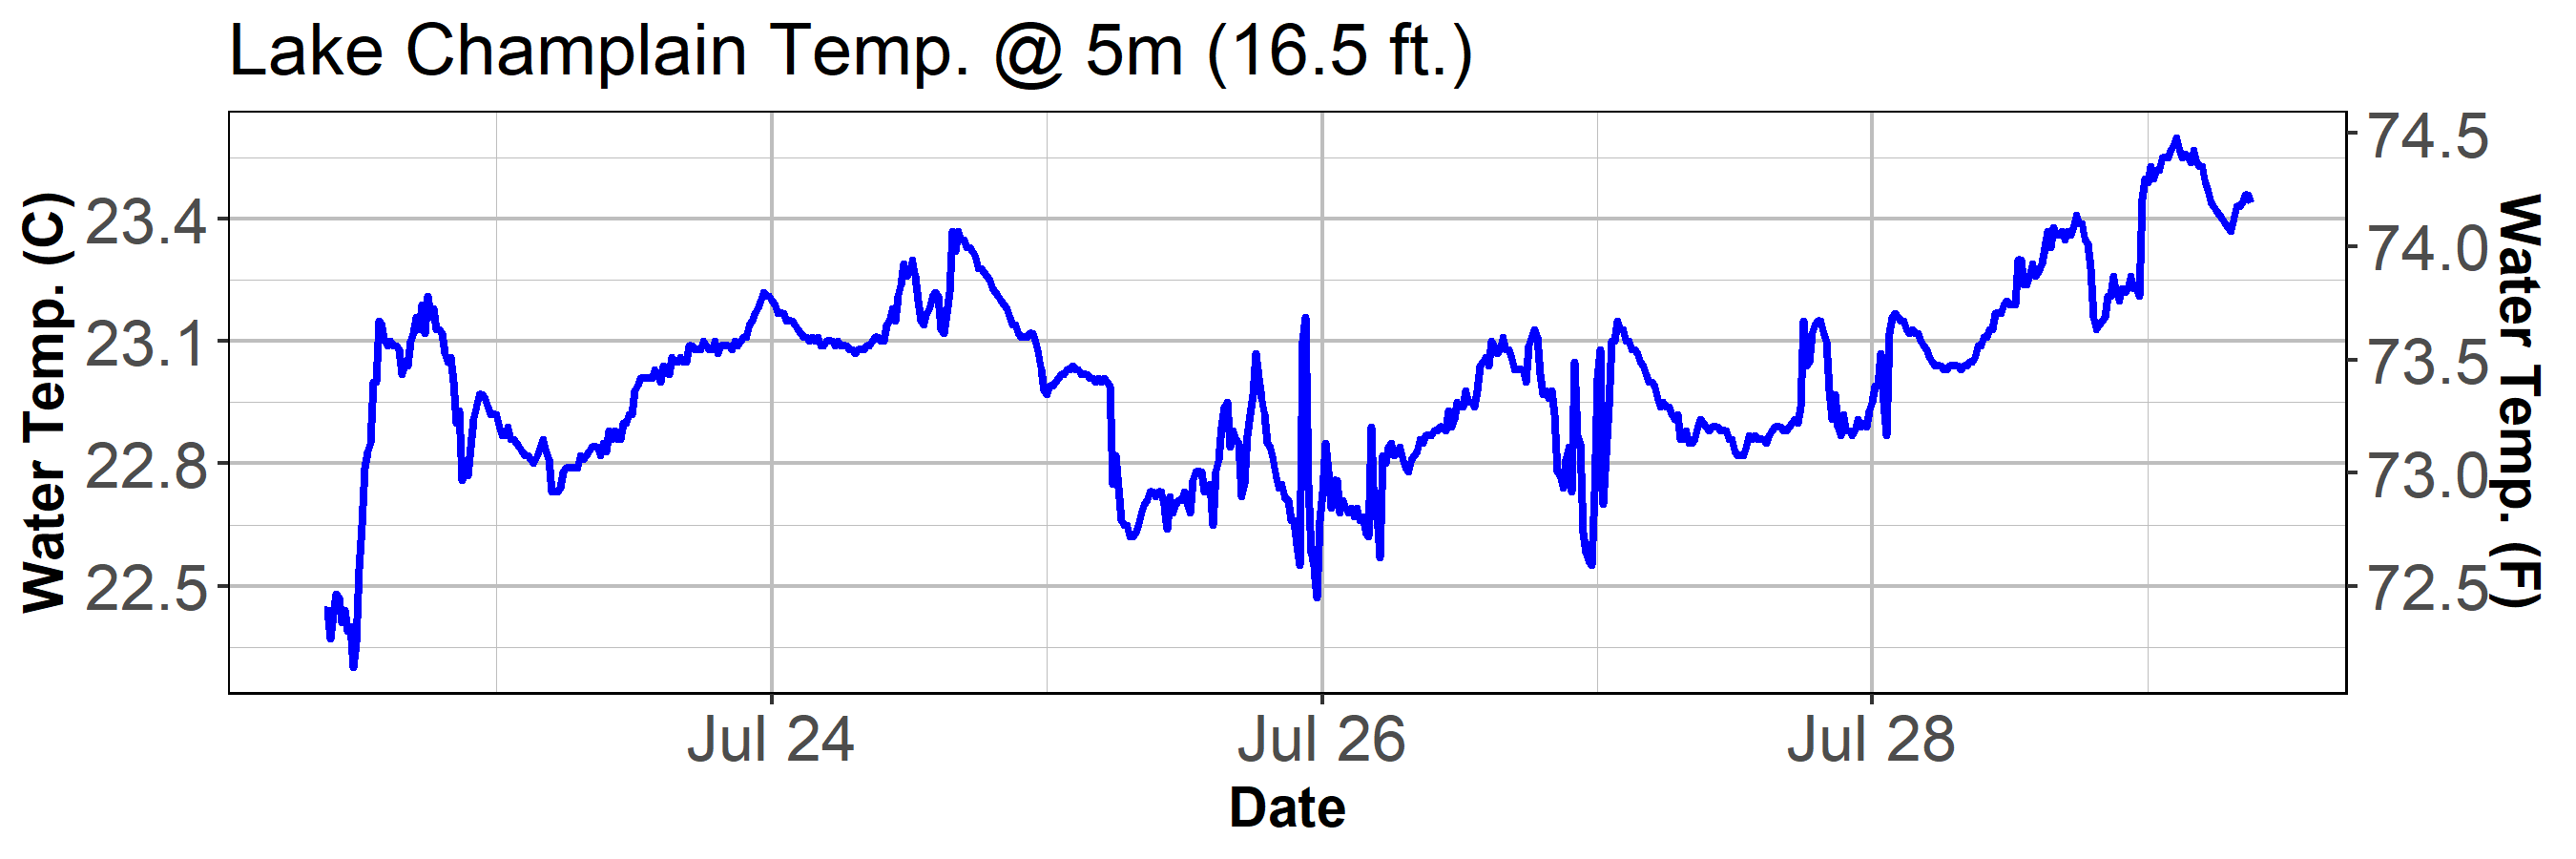 Lake Champlain Temp. @ 5m (16.5 ft.)
Water Temp. (C)
23.4
23.1
22.8
22.5
74.5
74.0
73.5
73.0
72.5
Water Temp. (F)
Jul 24 Jul 26 Jul 28
Date